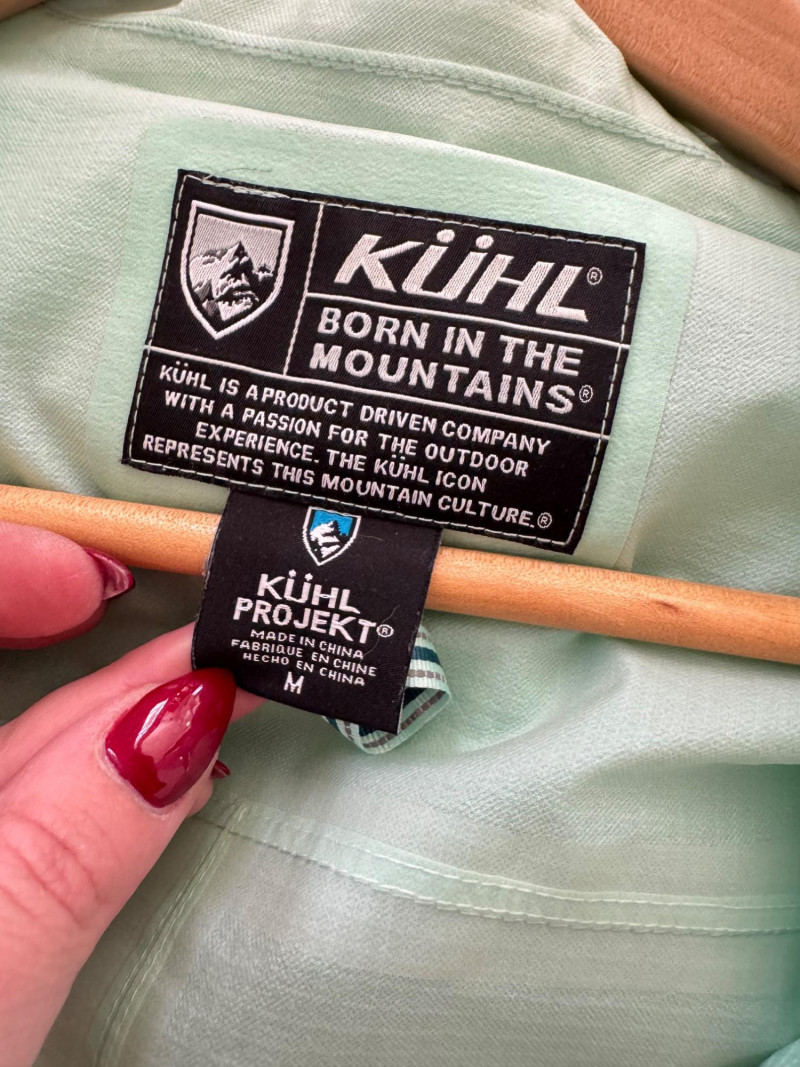 KÜHL®
BORN IN THE
MOUNTAINS®
KÜHL IS A PRODUCT DRIVEN COMPANY
WITH A PASSION FOR THE OUTDOOR
EXPERIENCE. THE KÜHL ICON
REPRESENTS THIS MOUNTAIN CULTURE.®
KÜHL
PROJEKT®
MADE IN CHINA
FABRIQUE EN CHINE
HECHO EN CHINA
M